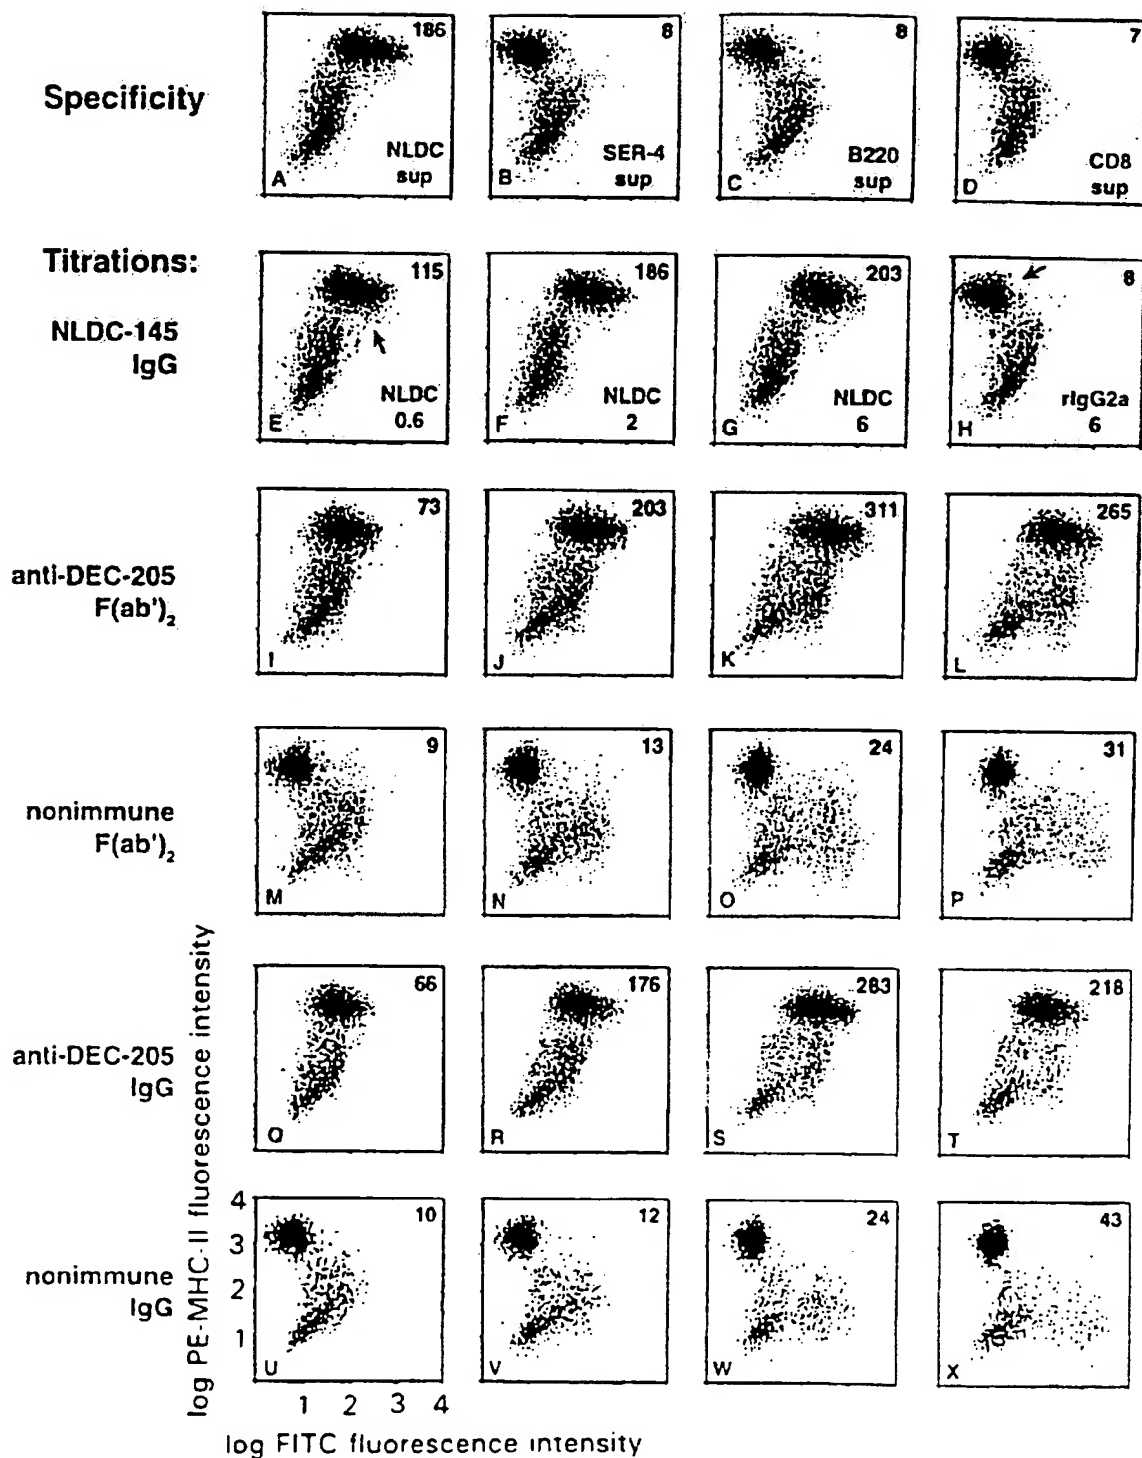 Specificity
186
NLDC
sup
A
8
SER-4
sup
B
8
B220
sup
C
7
CD8
sup
D
Titrations:
NLDC-145
IgG
115
NLDC
0.6
E
186
NLDC
2
F
203
NLDC
6
G
8
rIgG2a
6
H
anti-DEC-205
F(ab')2
73
I
203
J
311
K
265
L
nonimmune
F(ab')2
9
M
13
N
24
O
31
P
anti-DEC-205
IgG
66
Q
176
R
283
S
218
T
nonimmune
IgG
10
U
12
V
24
W
43
X
log PE-MHC-II fluorescence intensity
4
3
2
1
1 2 3 4
log FITC fluorescence intensity